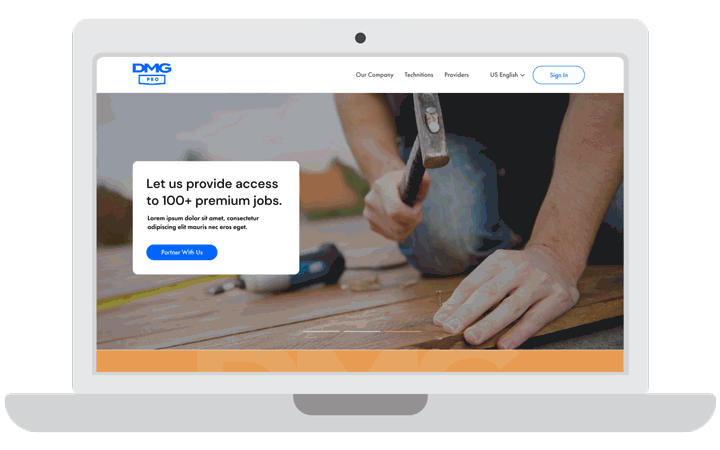 DMG
PRO
Our Company
Technitions
Providers
US English
Sign In
Let us provide access
to 100+ premium jobs.
Lorem ipsum dolor sit amet, consectetur
adipiscing elit mauris nec eros eget.
Partner With Us
DMG